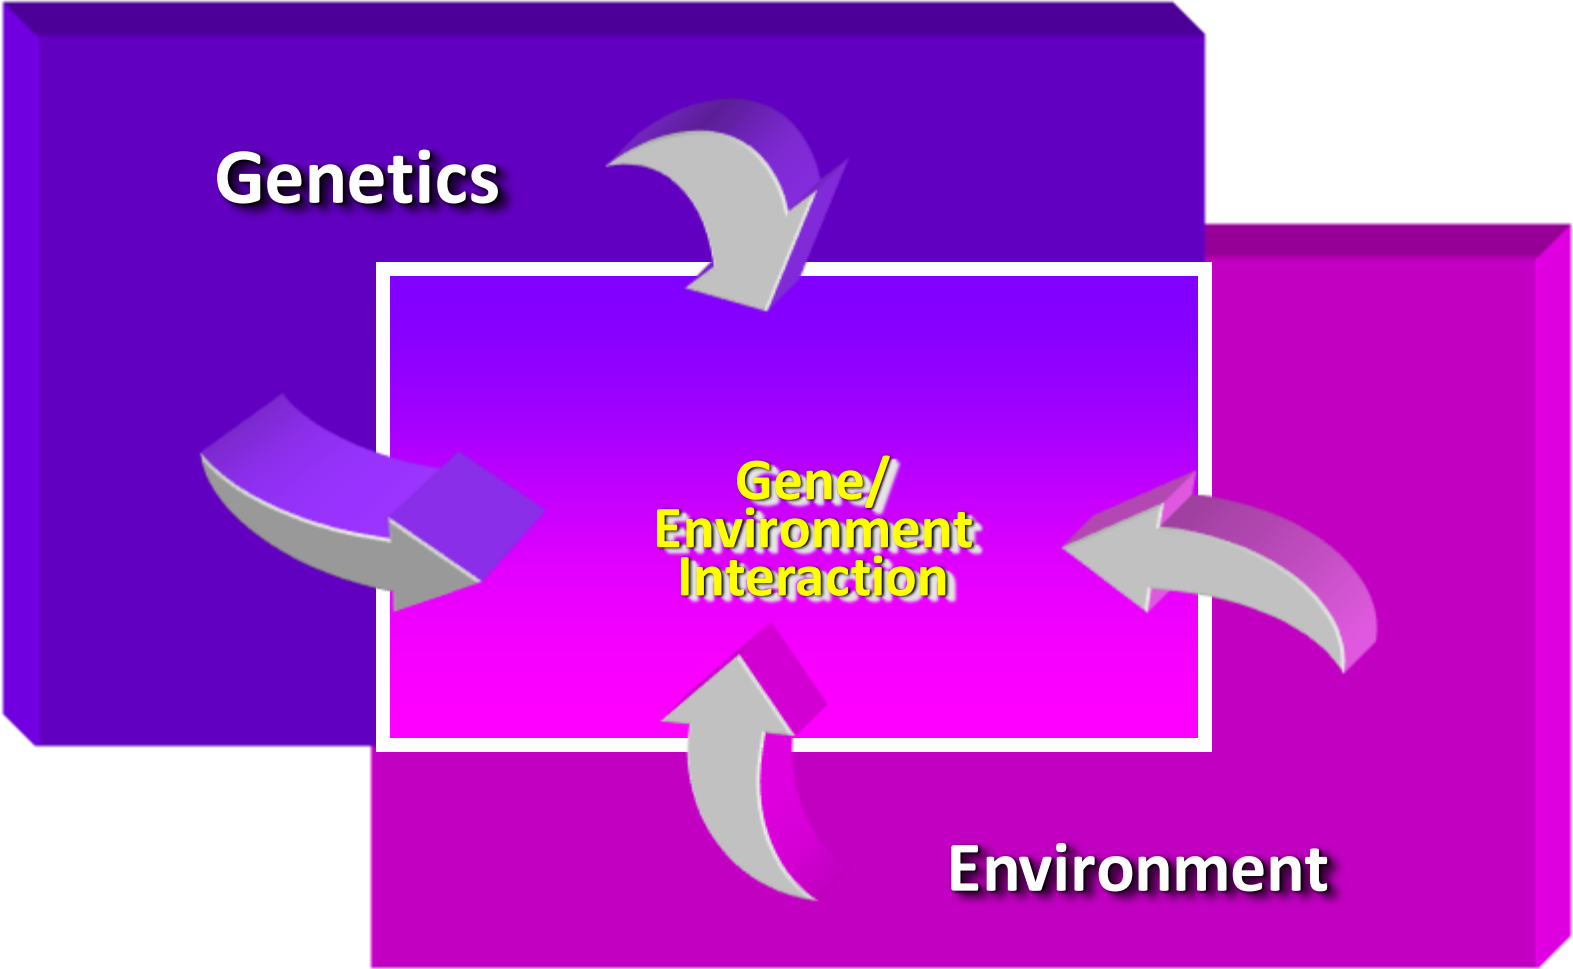 Genetics
Gene/
Environment
Interaction
Environment